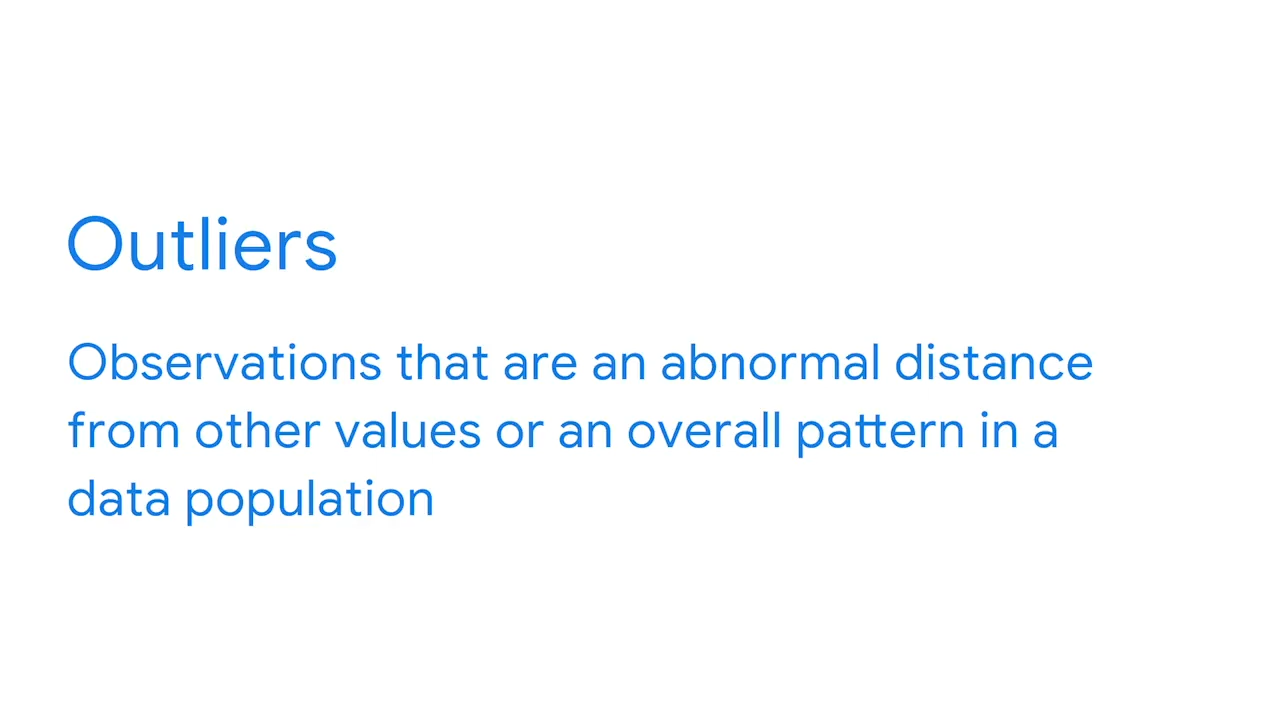 Outliers
Observations that are an abnormal distance
from other values or an overall pattern in a
data population